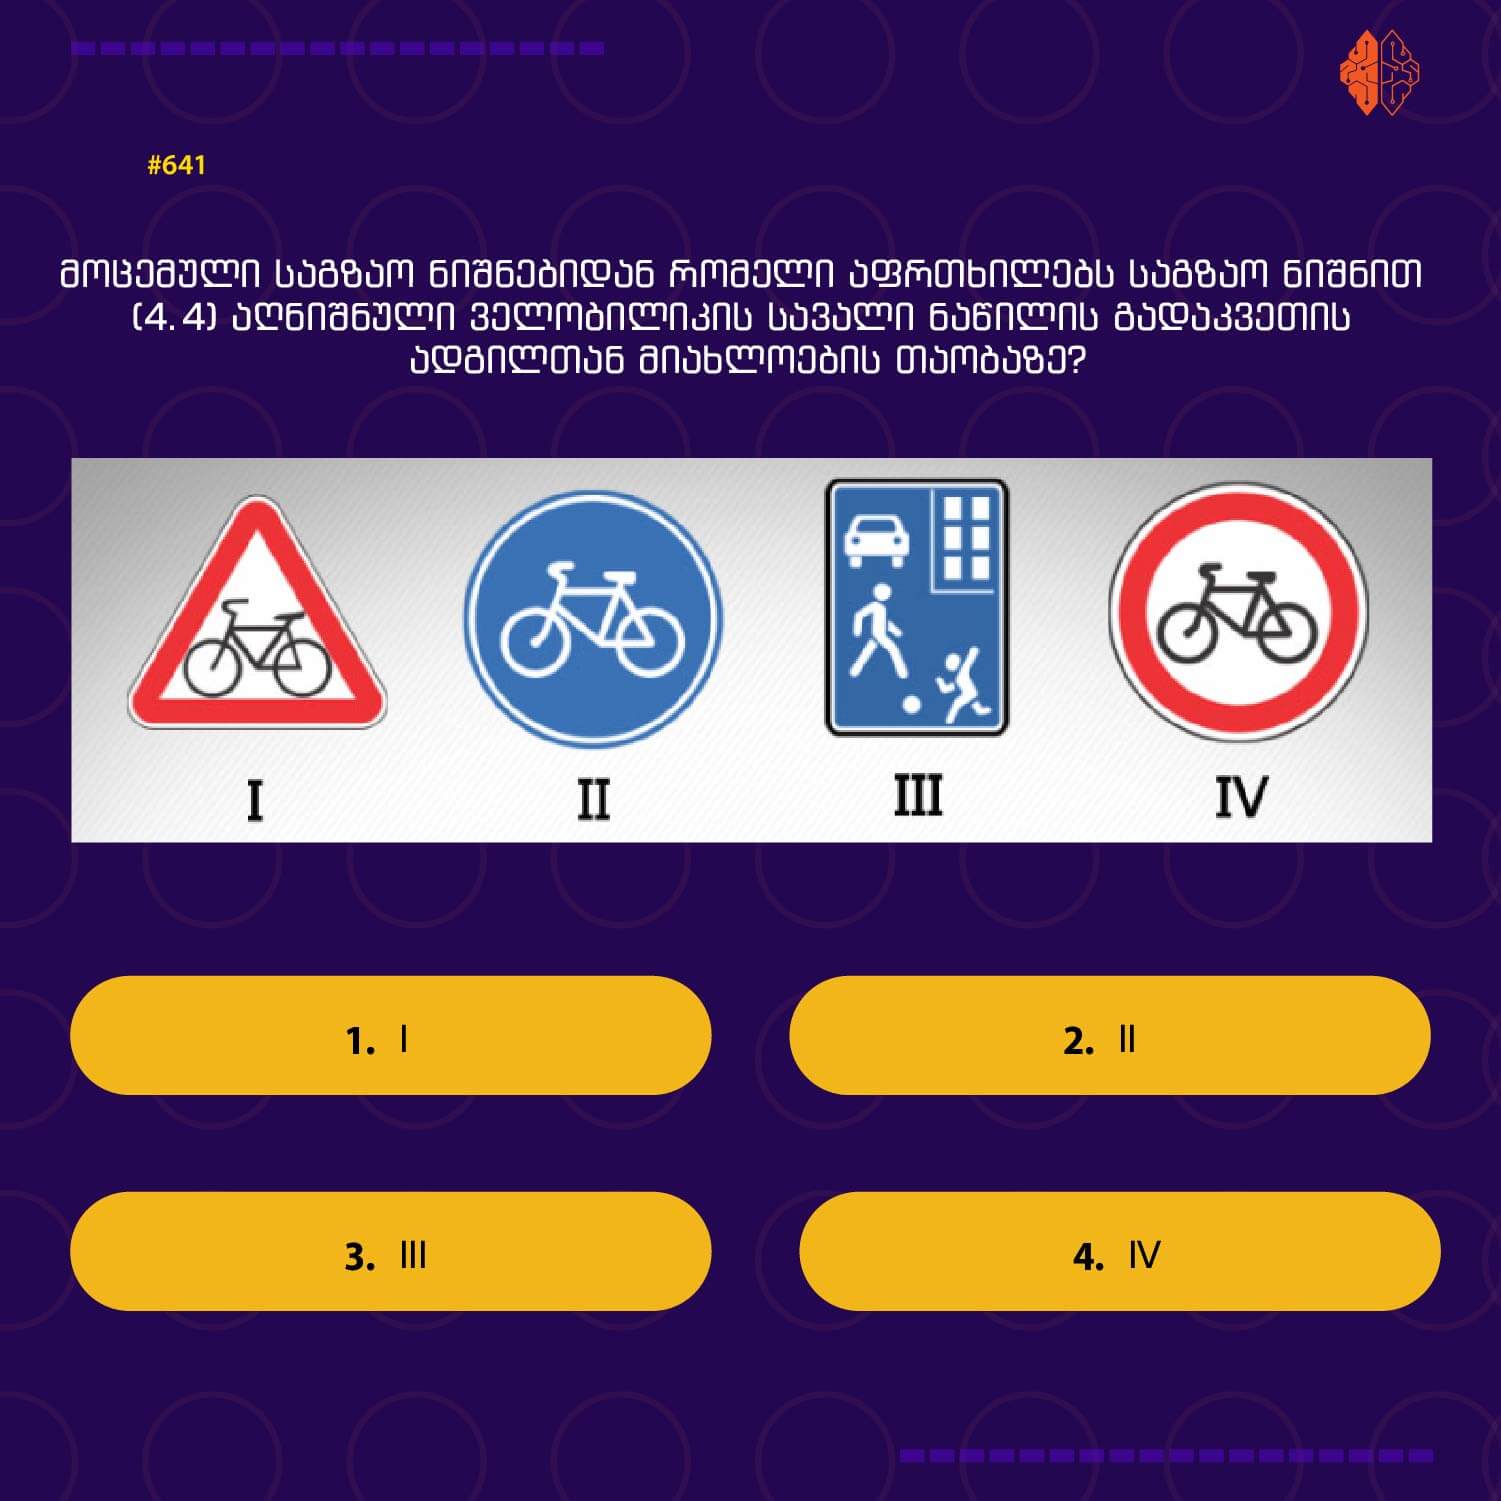 #641
მოცემული საგზაო ნიშნებიდან რომელი აფრთხილებს საგზაო ნიშნით
(4.4) აღნიშნული ველობილიკის სავალი ნაწილის გადაკვეთის
ადგილთან მიახლოების თაობაზე?
I II III IV
1. I
2. II
3. III
4. IV